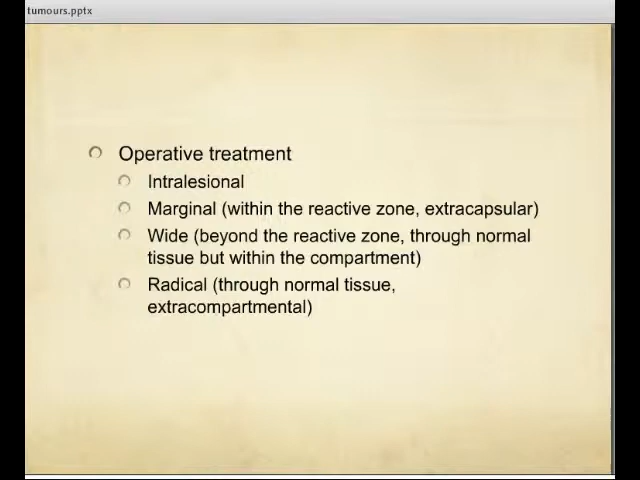 tumours.pptx
Operative treatment
Intralesional
Marginal (within the reactive zone, extracapsular)
Wide (beyond the reactive zone, through normal
tissue but within the compartment)
Radical (through normal tissue,
extracompartmental)